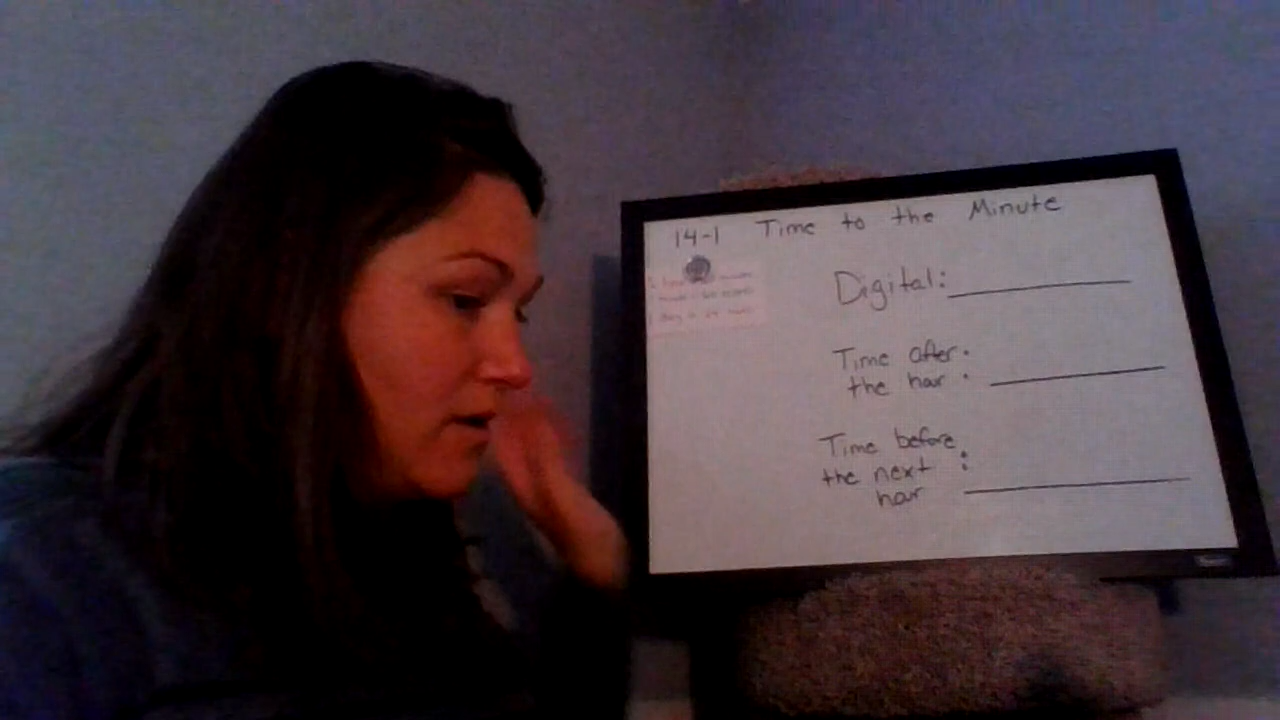 14-1 Time to the Minute
Digital:
Time after
the hour :
Time before
the next :
hour